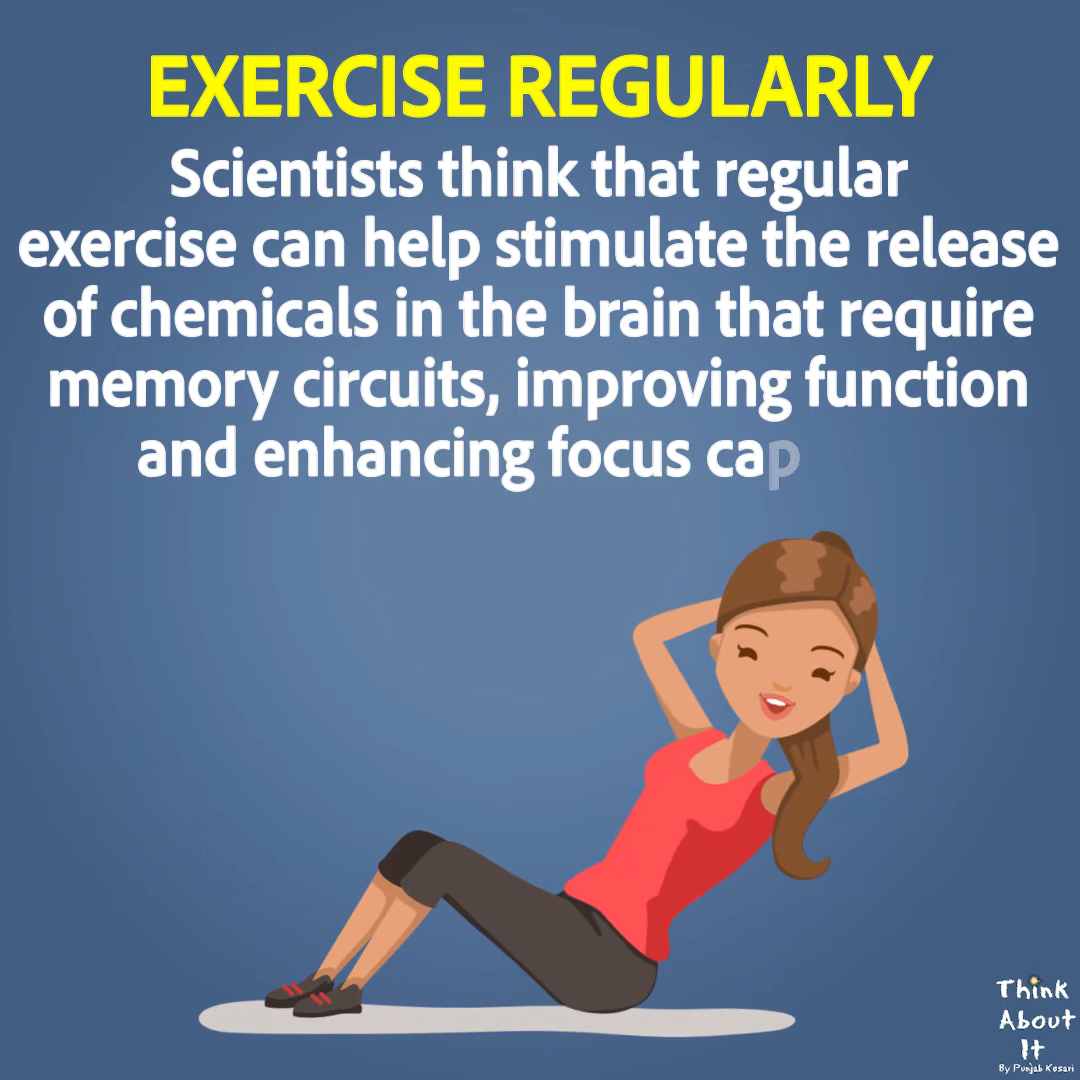 EXERCISE REGULARLY
Scientists think that regular
exercise can help stimulate the release
of chemicals in the brain that require
memory circuits, improving function
and enhancing focus cap
Think
About
It
By Punjab Kesari